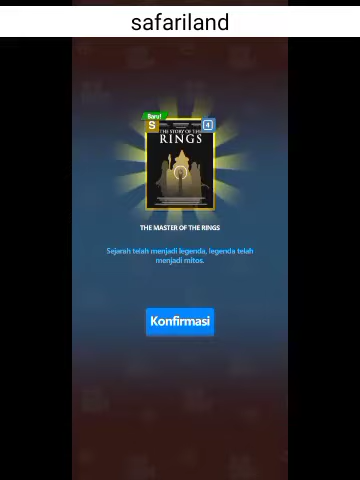 safariland
Baru!
S
4
THE STORY OF THE
RINGS
THE MASTER OF THE RINGS
Sejarah telah menjadi legenda, legenda telah
menjadi mitos.
Konfirmasi